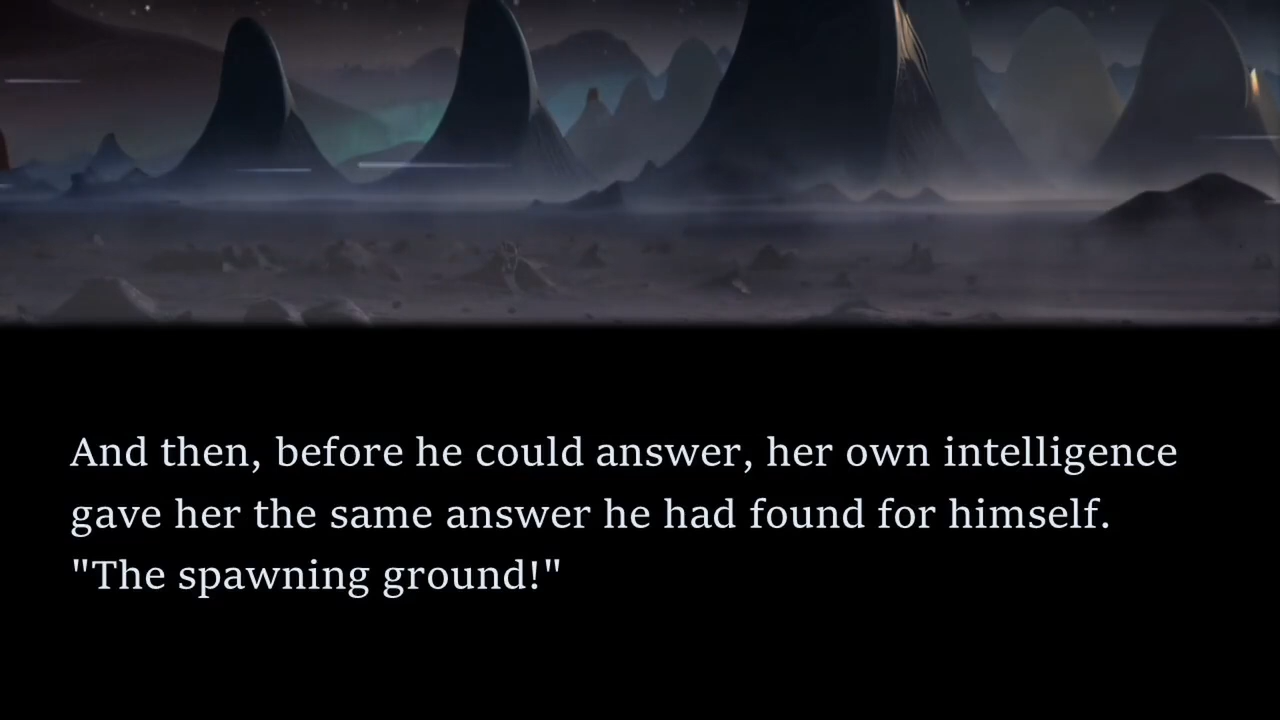 And then, before he could answer, her own intelligence
gave her the same answer he had found for himself.
"The spawning ground!"